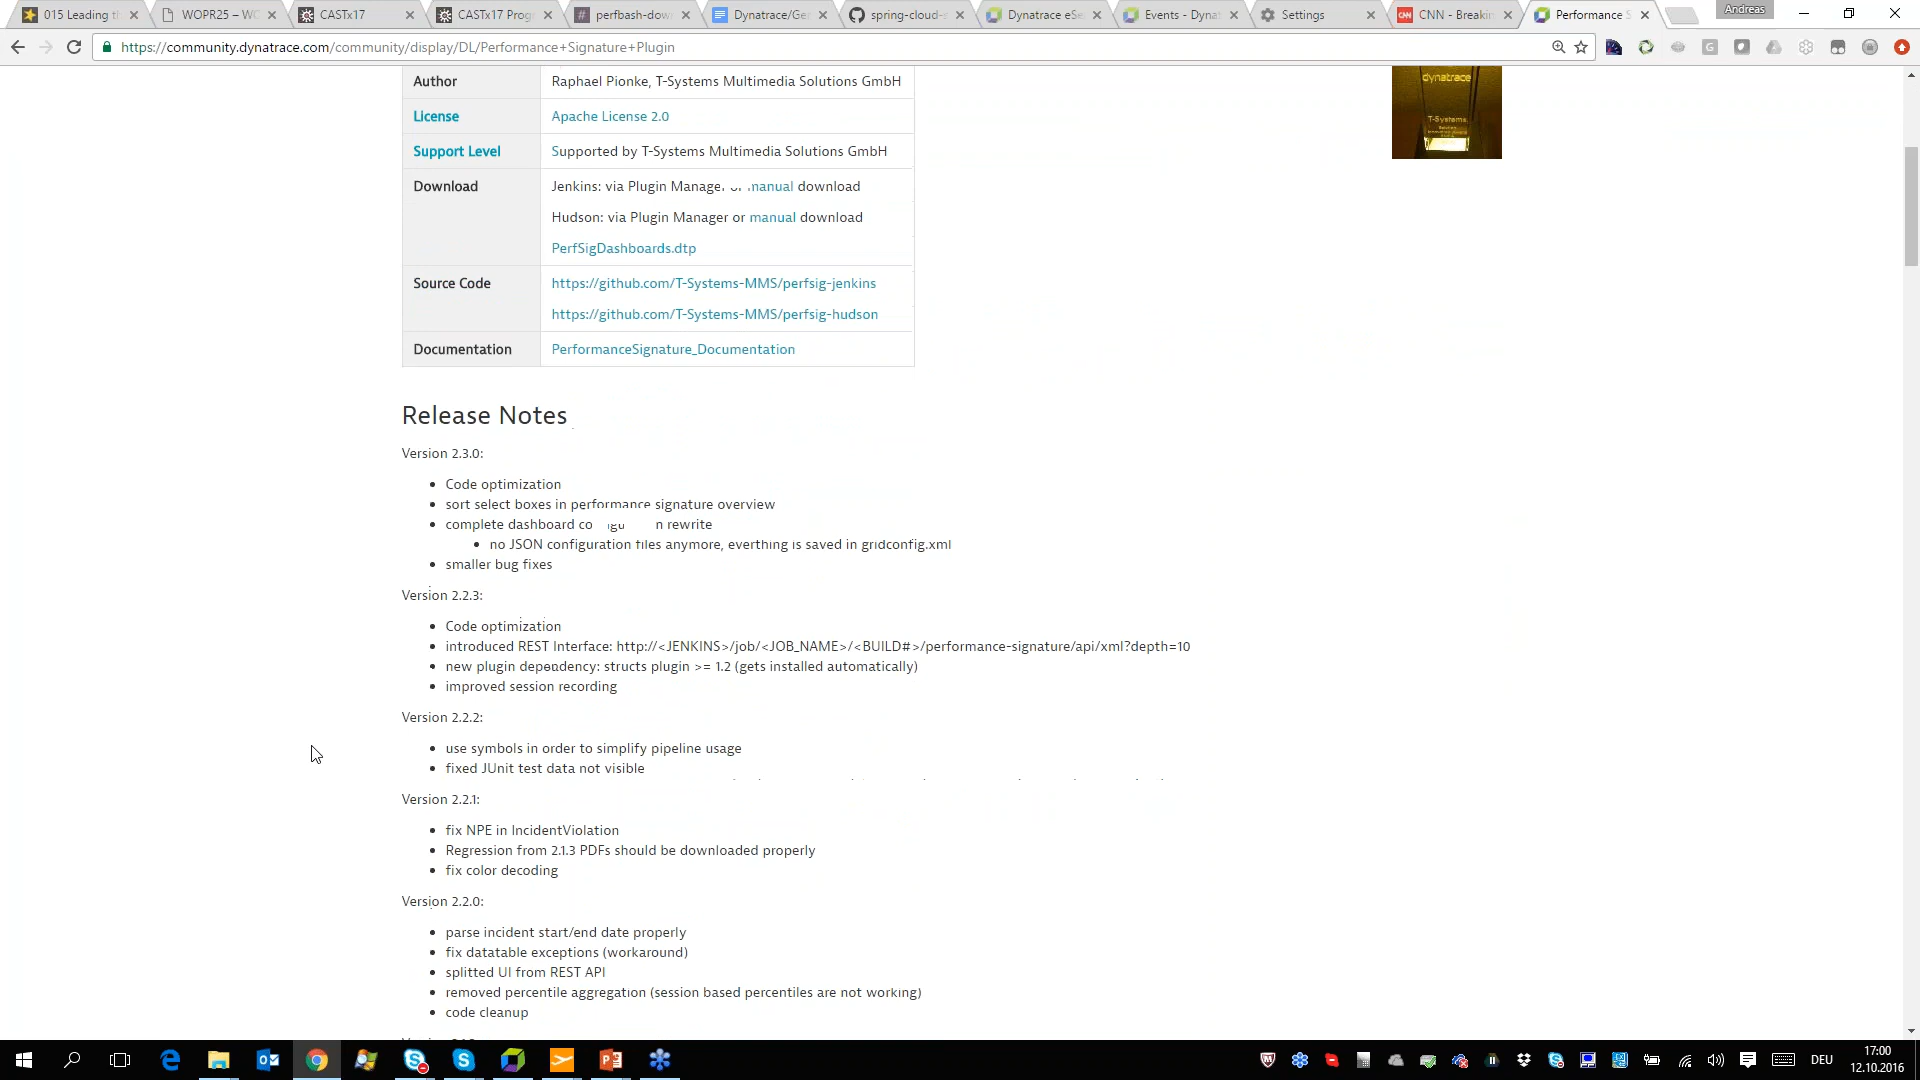 015 Leading t
WOPR25 – WC
CASTx17
CASTx17 Prog
perfbash-dow
Dynatrace/Ge
spring-cloud-c
Dynatrace eSe
Events - Dyna
Settings
CNN - Breakin
Performance S
Andreas
https://community.dynatrace.com/community/display/DL/Performance+Signature+Plugin
Author
Raphael Pionke, T-Systems Multimedia Solutions GmbH
dynatrace
T-Systems
License
Apache License 2.0
Support Level
Supported by T-Systems Multimedia Solutions GmbH
Download
Jenkins: via Plugin Manager or manual download
Hudson: via Plugin Manager or manual download
PerfSigDashboards.dtp
Source Code
https://github.com/T-Systems-MMS/perfsig-jenkins
https://github.com/T-Systems-MMS/perfsig-hudson
Documentation
PerformanceSignature_Documentation
Release Notes
Version 2.3.0:
Code optimization
sort select boxes in performance signature overview
complete dashboard rewrite
no JSON configuration files anymore, everthing is saved in gridconfig.xml
smaller bug fixes
Version 2.2.3:
Code optimization
introduced REST Interface: http://<JENKINS>/job/<JOB_NAME>/<BUILD#>/performance-signature/api/xml?depth=10
new plugin dependency: structs plugin >= 1.2 (gets installed automatically)
improved session recording
Version 2.2.2:
use symbols in order to simplify pipeline usage
fixed JUnit test data not visible
Version 2.2.1:
fix NPE in IncidentViolation
Regression from 2.1.3 PDFs should be downloaded properly
fix color decoding
Version 2.2.0:
parse incident start/end date properly
fix datatable exceptions (workaround)
splitted UI from REST API
removed percentile aggregation (session based percentiles are not working)
code cleanup
DEU
17:00
12.10.2016